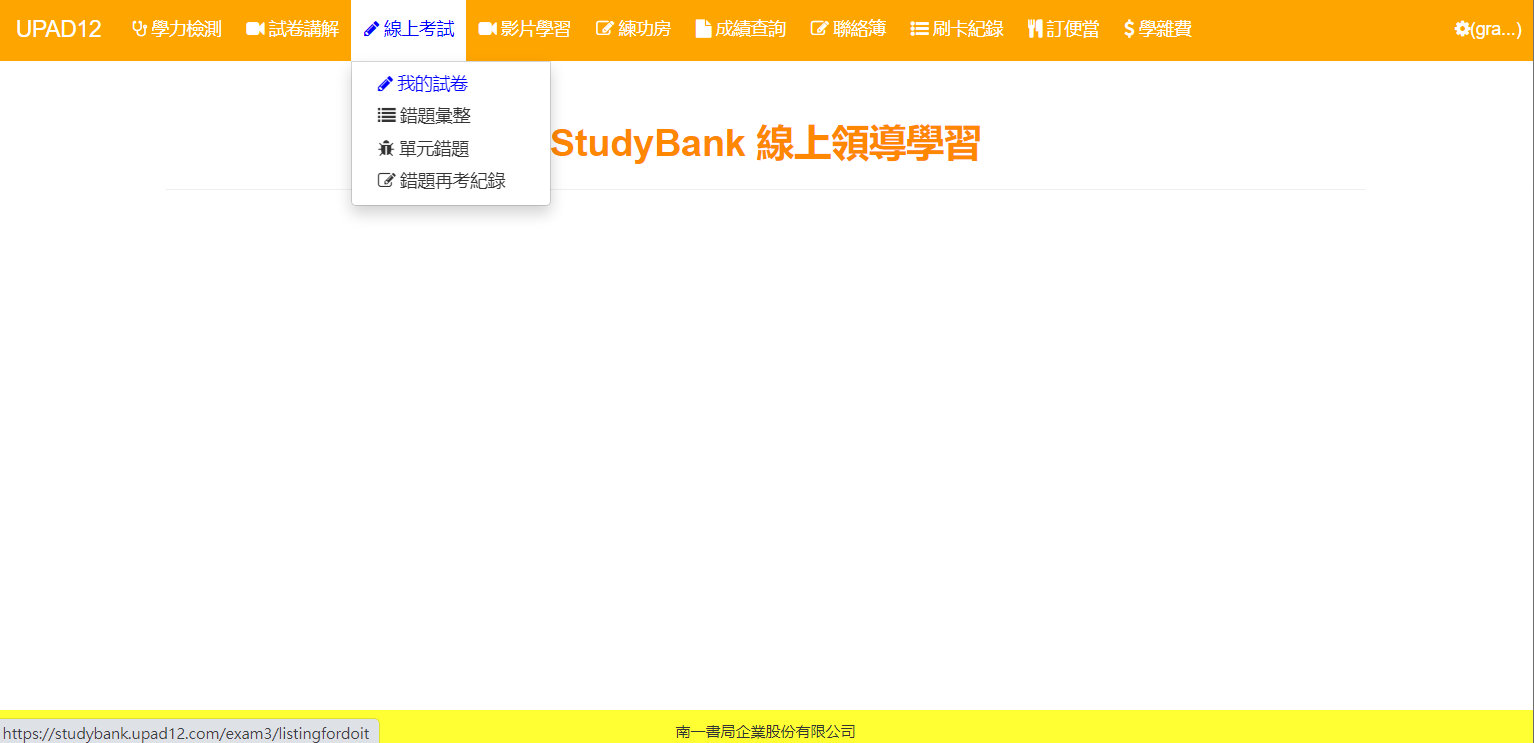 UPAD12 學力檢測 試卷講解 線上考試 影片學習 練功房 成績查詢 聯絡簿 刷卡紀錄 訂便當 $ 學雜費 (gra...)
我的試卷
錯題彙整
單元錯題
錯題再考紀錄
StudyBank 線上領導學習
南一書局企業股份有限公司
https://studybank.upad12.com/exam3/listingfordoit